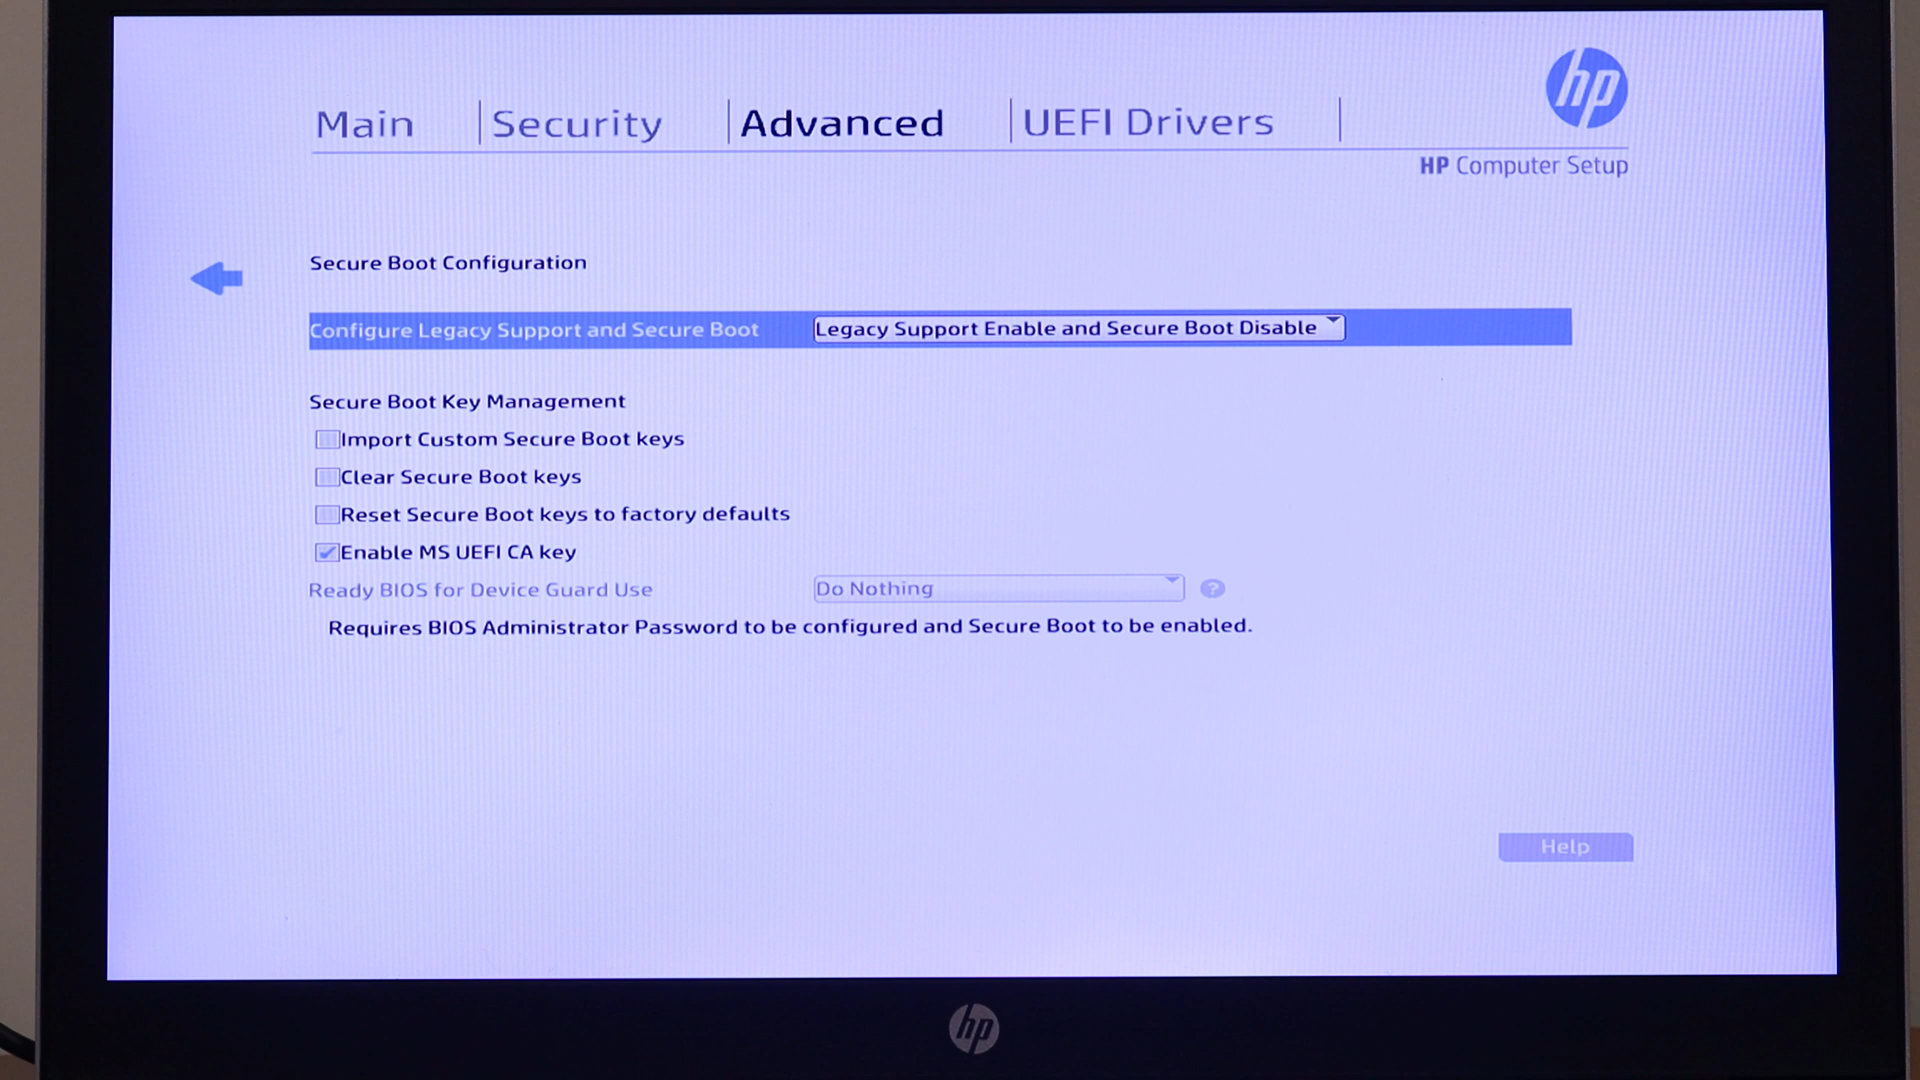 Main
Security
Advanced
UEFI Drivers
hp
HP Computer Setup
Secure Boot Configuration
Configure Legacy Support and Secure Boot
Legacy Support Enable and Secure Boot Disable
Secure Boot Key Management
Import Custom Secure Boot keys
Clear Secure Boot keys
Reset Secure Boot keys to factory defaults
Enable MS UEFI CA key
Ready BIOS for Device Guard Use
Do Nothing
?
Requires BIOS Administrator Password to be configured and Secure Boot to be enabled.
Help
hp